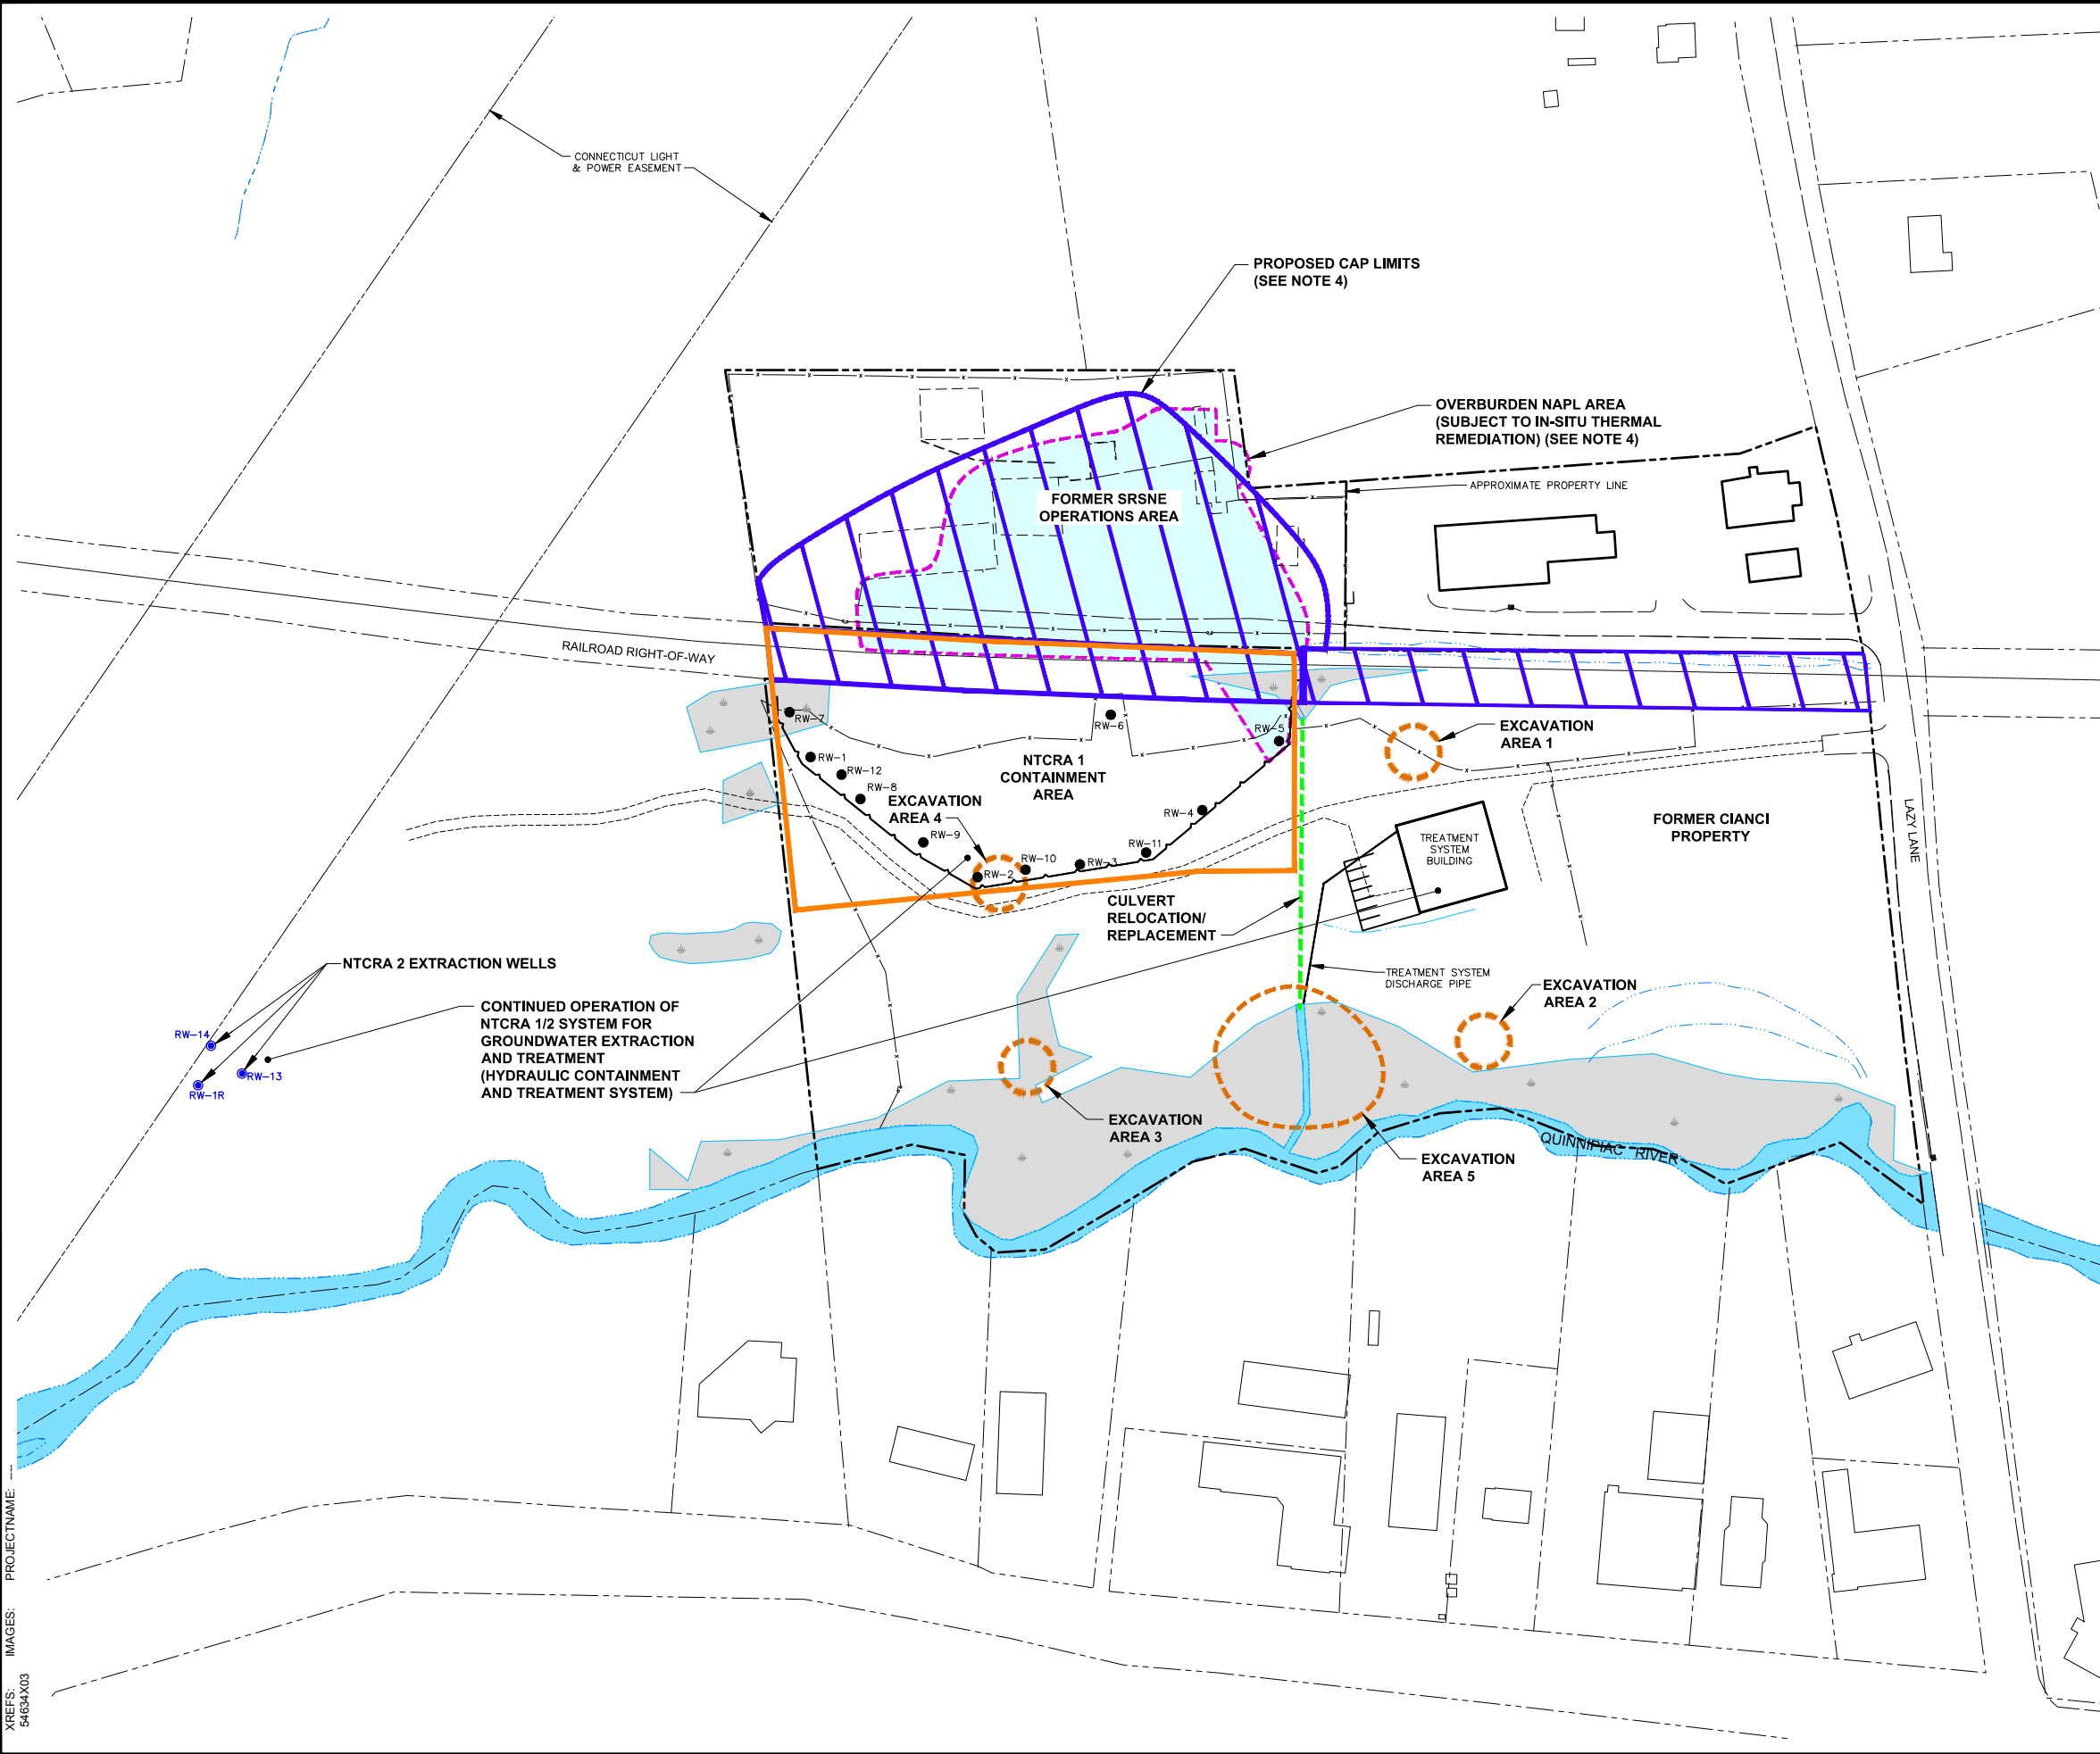 CONNECTICUT LIGHT
& POWER EASEMENT
PROPOSED CAP LIMITS
(SEE NOTE 4)
OVERBURDEN NAPL AREA
(SUBJECT TO IN-SITU THERMAL
REMEDIATION) (SEE NOTE 4)
APPROXIMATE PROPERTY LINE
FORMER SRSNE
OPERATIONS AREA
RAILROAD RIGHT-OF-WAY
RW-7
RW-6
RW-5
EXCAVATION
AREA 1
RW-1
RW-12
RW-8
NTCRA 1
CONTAINMENT
AREA
EXCAVATION
AREA 4
RW-4
RW-9
RW-11
RW-10
RW-3
RW-2
TREATMENT
SYSTEM
BUILDING
FORMER CIANCI
PROPERTY
LAZY LANE
CULVERT
RELOCATION/
REPLACEMENT
NTCRA 2 EXTRACTION WELLS
TREATMENT SYSTEM
DISCHARGE PIPE
EXCAVATION
AREA 2
CONTINUED OPERATION OF
NTCRA 1/2 SYSTEM FOR
GROUNDWATER EXTRACTION
AND TREATMENT
(HYDRAULIC CONTAINMENT
AND TREATMENT SYSTEM)
RW-14
RW-13
RW-1R
EXCAVATION
AREA 3
QUINNIPIAC RIVER
EXCAVATION
AREA 5
XREFS: IMAGES: PROJECTNAME: ---
54634X03